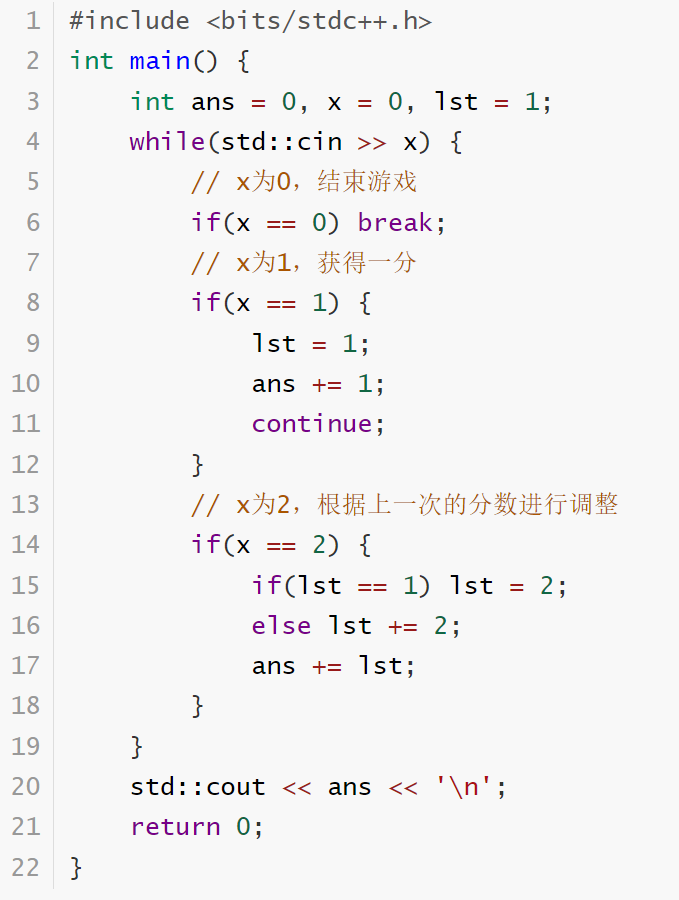 1 #include <bits/stdc++.h>
2 int main() {
3     int ans = 0, x = 0, lst = 1;
4     while(std::cin >> x) {
5         // x为0，结束游戏
6         if(x == 0) break;
7         // x为1，获得一分
8         if(x == 1) {
9             lst = 1;
10             ans += 1;
11             continue;
12         }
13         // x为2，根据上一次的分数进行调整
14         if(x == 2) {
15             if(lst == 1) lst = 2;
16             else lst += 2;
17             ans += lst;
18         }
19     }
20     std::cout << ans << '\n';
21     return 0;
22 }